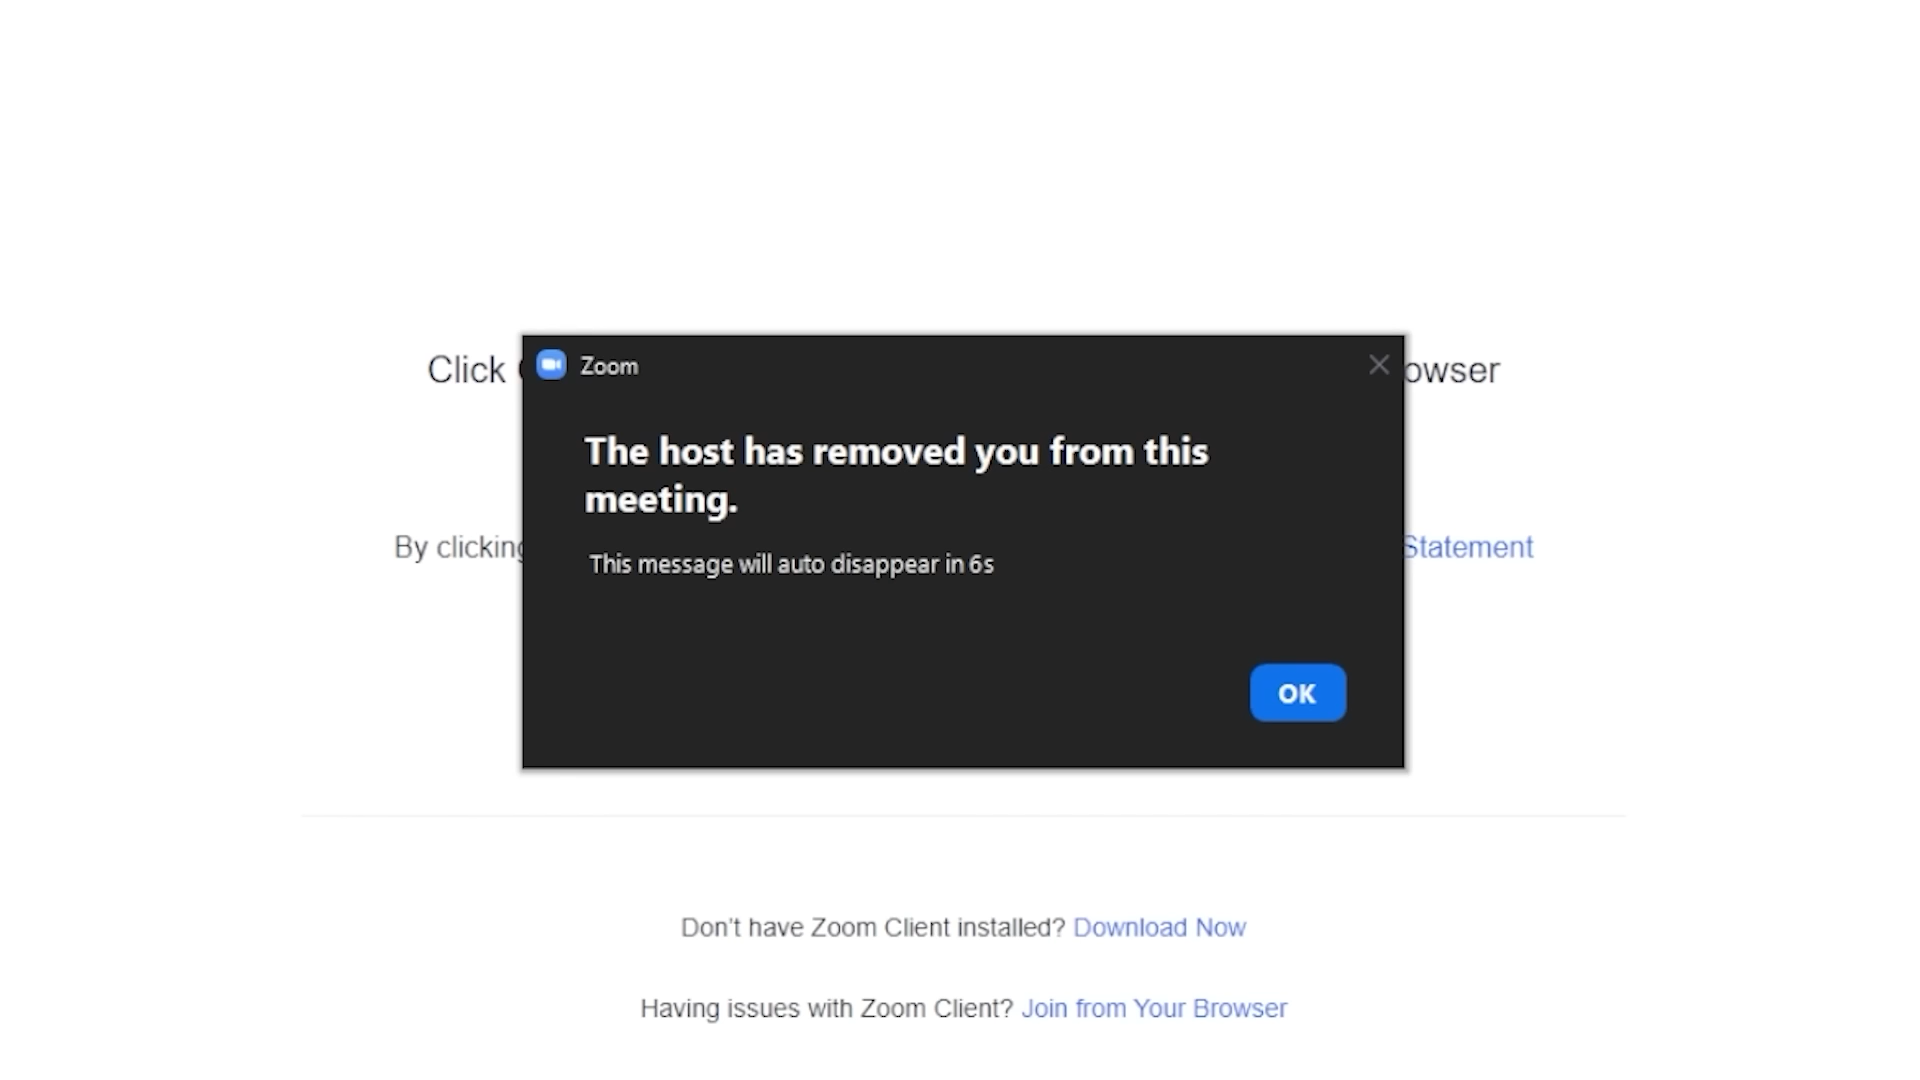 Zoom
Click owser
The host has removed you from this
meeting.
By clicking Statement
This message will auto disappear in 6s
OK
Don't have Zoom Client installed? Download Now
Having issues with Zoom Client? Join from Your Browser